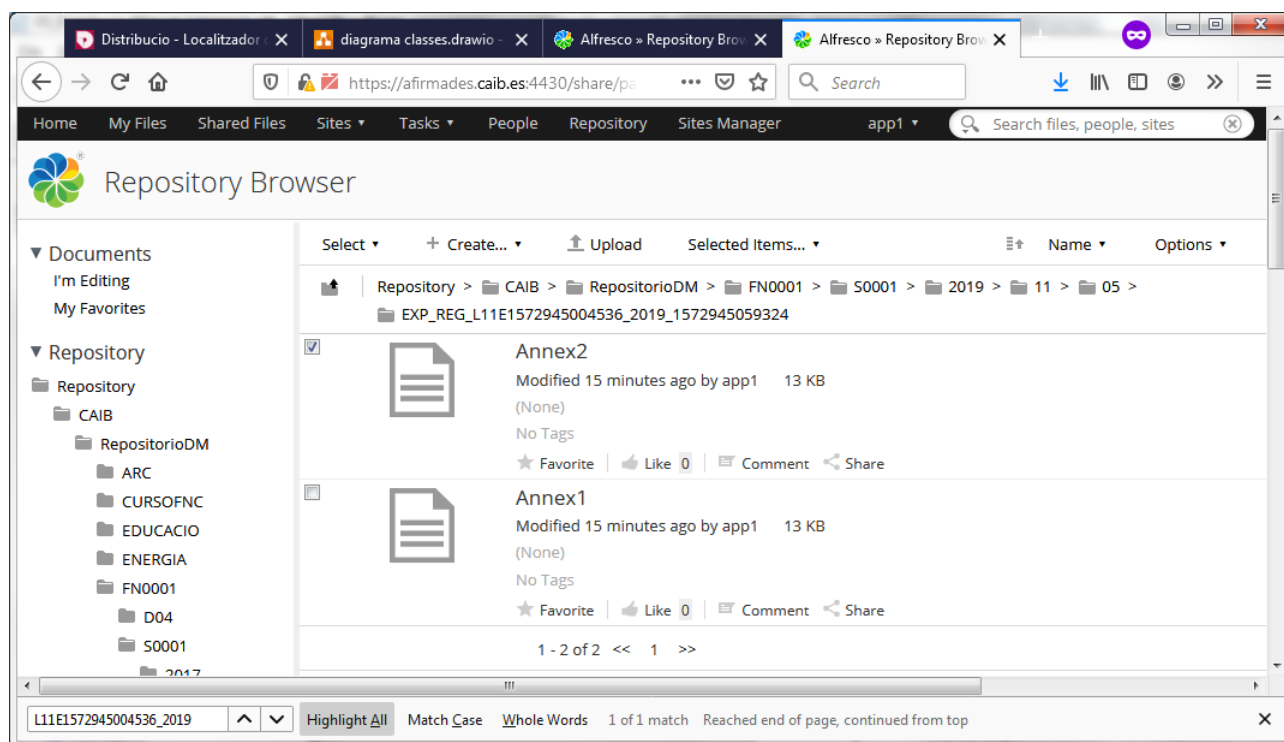 Distribucio - Localitzador
diagrama classes.drawio -
Alfresco » Repository Brow
Alfresco » Repository Brow
https://afirmades.caib.es:4430/share/pa
Search
Home My Files Shared Files Sites Tasks People Repository Sites Manager app1 Search files, people, sites
Repository Browser
Documents
I'm Editing
My Favorites
Repository
Repository
CAIB
RepositorioDM
ARC
CURSOFNC
EDUCACIO
ENERGIA
FN0001
D04
S0001
2017
Select + Create... Upload Selected Items... Name Options
Repository > CAIB > RepositorioDM > FN0001 > S0001 > 2019 > 11 > 05 >
EXP_REG_L11E1572945004536_2019_1572945059324
Annex2
Modified 15 minutes ago by app1 13 KB
(None)
No Tags
Favorite Like 0 Comment Share
Annex1
Modified 15 minutes ago by app1 13 KB
(None)
No Tags
Favorite Like 0 Comment Share
1 - 2 of 2 << 1 >>
L11E1572945004536_2019 Highlight All Match Case Whole Words 1 of 1 match Reached end of page, continued from top